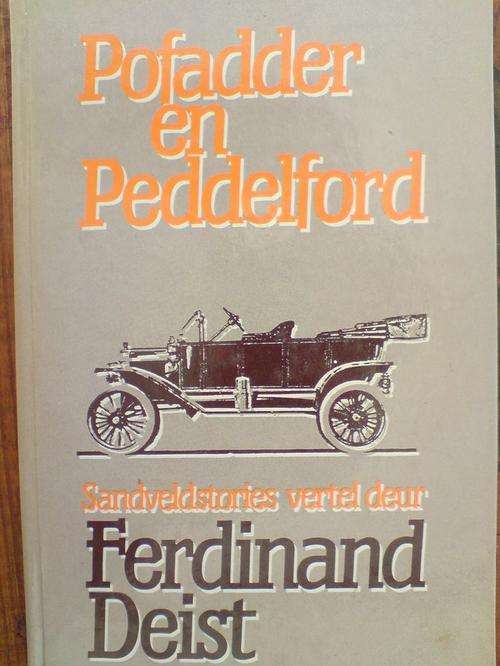 Pofadder
en
Peddelford
Sandveldstories vertel deur
Ferdinand
Deist